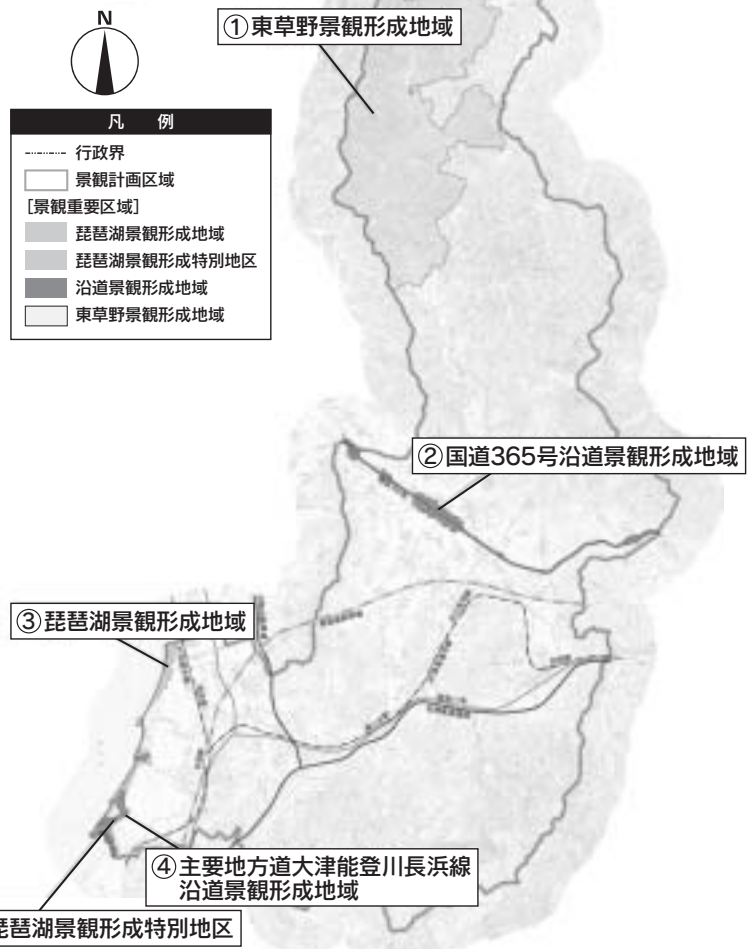 N
①東草野景観形成地域
凡 例
行政界
景観計画区域
[景観重要区域]
琵琶湖景観形成地域
琵琶湖景観形成特別地区
沿道景観形成地域
東草野景観形成地域
②国道365号沿道景観形成地域
③琵琶湖景観形成地域
④主要地方道大津能登川長浜線
沿道景観形成地域
琵琶湖景観形成特別地区